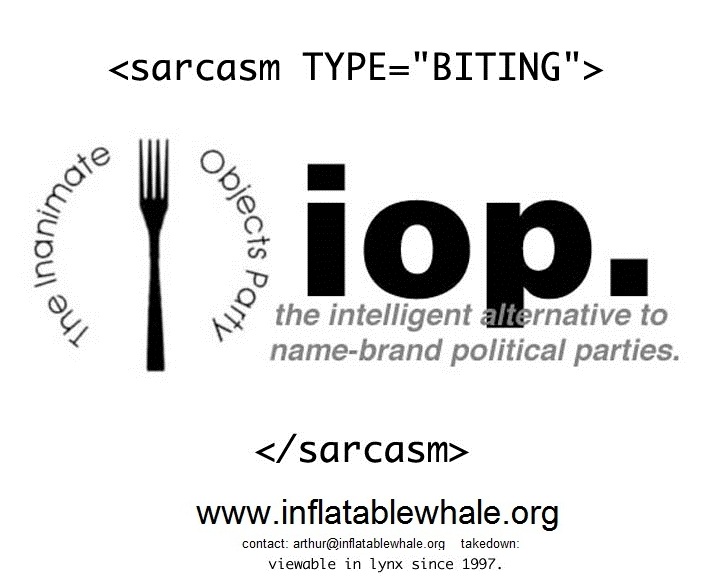 <sarcasm TYPE="BITING">
The Inanimate Objects Party
iop.
the intelligent alternative to
name-brand political parties.
</sarcasm>
www.inflatablewhale.org
contact: arthur@inflatablewhale.org takedown:
viewable in lynx since 1997.